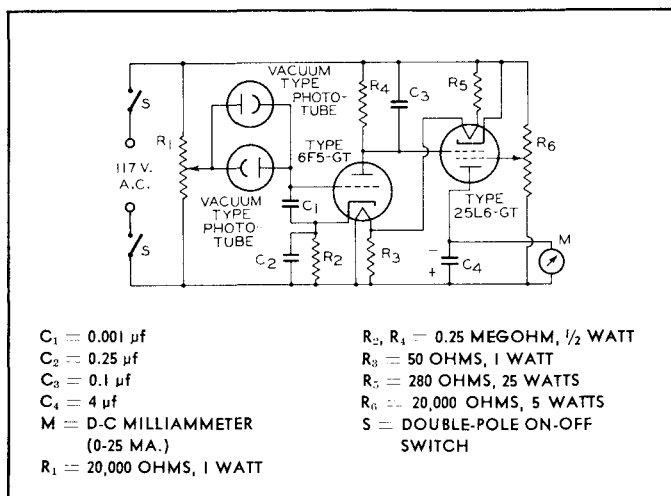 S
117 V.
A.C.
S
R₁
VACUUM
TYPE
PHOTO-
TUBE
VACUUM TYPE
PHOTO-TUBE
C₁
C₂
R₂
R₃
TYPE
6F5-GT
R₄
C₃
R₅
R₆
TYPE
25L6-GT
−
+
C₄
M
C₁ = 0.001 µf
C₂ = 0.25 µf
C₃ = 0.1 µf
C₄ = 4 µf
M = D-C MILLIAMMETER
(0-25 MA.)
R₁ = 20,000 OHMS, 1 WATT
R₂, R₄ = 0.25 MEGOHM, ½ WATT
R₃ = 50 OHMS, 1 WATT
R₅ = 280 OHMS, 25 WATTS
R₆ = 20,000 OHMS, 5 WATTS
S = DOUBLE-POLE ON-OFF
SWITCH